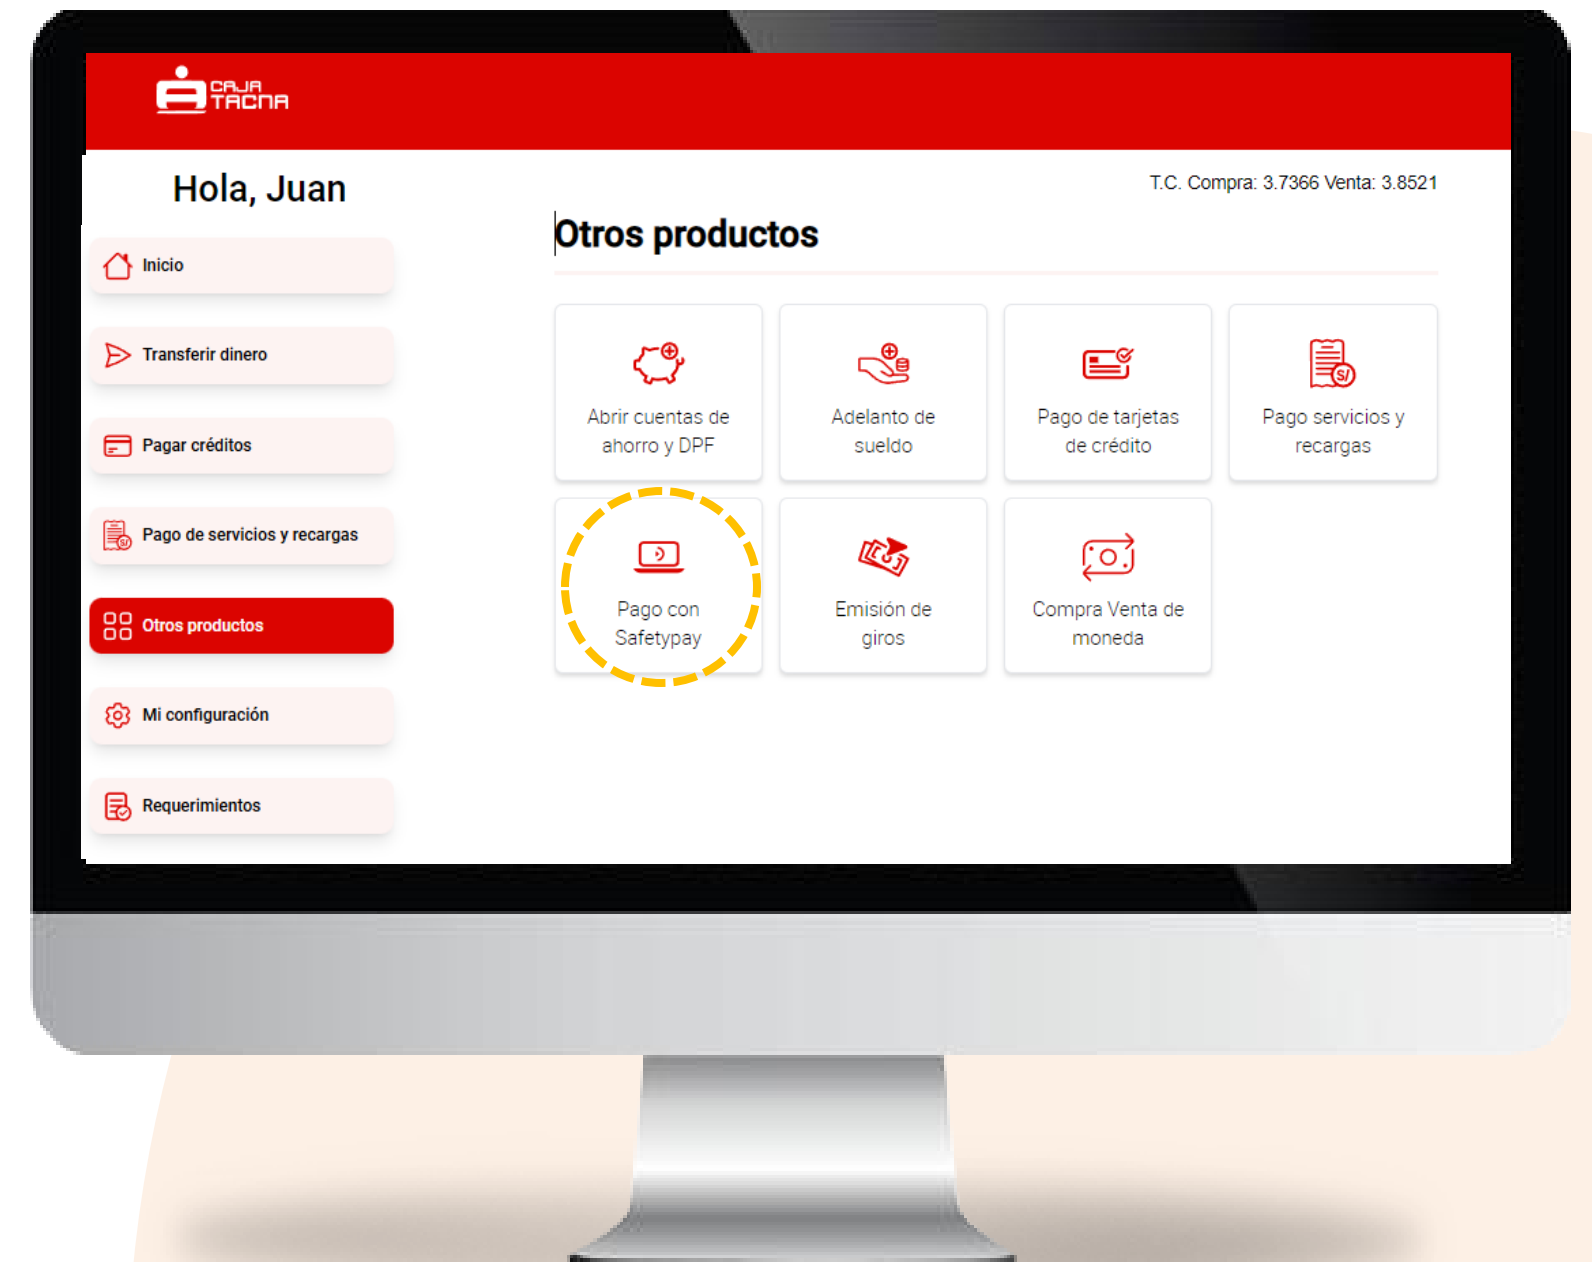 CAJA
TACNA
Hola, Juan
T.C. Compra: 3.7366 Venta: 3.8521
Otros productos
Inicio
Transferir dinero
Pagar créditos
Pago de servicios y recargas
Otros productos
Mi configuración
Requerimientos
Abrir cuentas de
ahorro y DPF
Adelanto de
sueldo
Pago de tarjetas
de crédito
S/
Pago servicios y
recargas
Pago con
Safetypay
Emisión de
giros
Compra Venta de
moneda